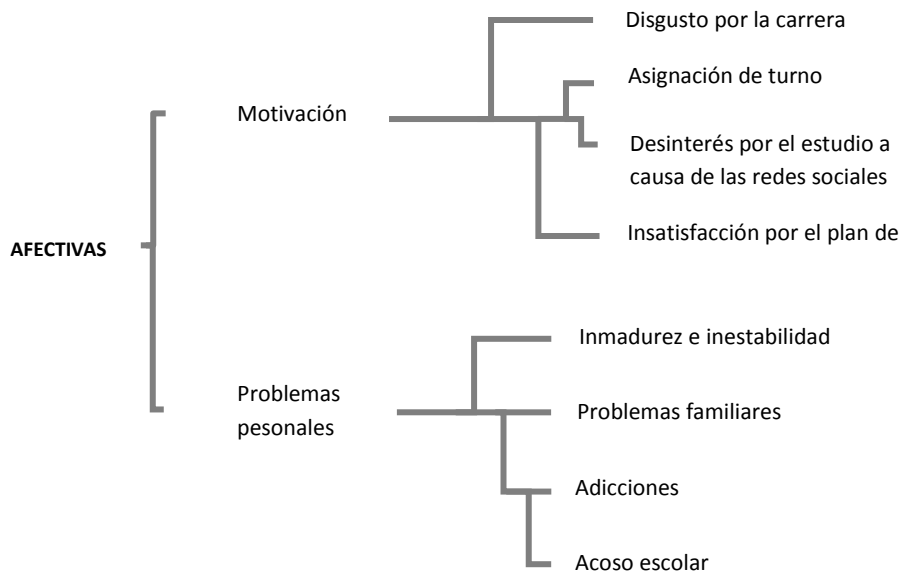 Disgusto por la carrera
Asignación de turno
Motivación
Desinterés por el estudio a
causa de las redes sociales
Insatisfacción por el plan de
AFECTIVAS
Inmadurez e inestabilidad
Problemas
pesonales
Problemas familiares
Adicciones
Acoso escolar